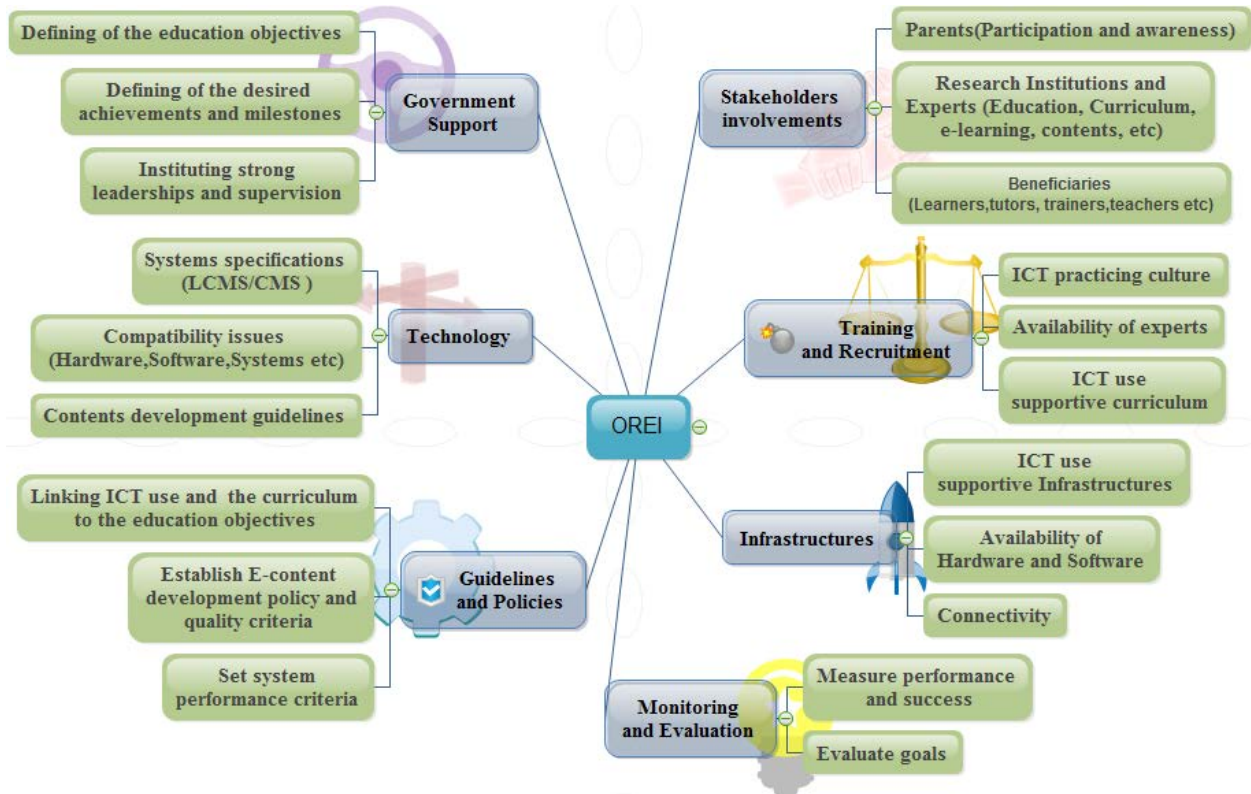 Defining of the education objectives
Defining of the desired
achievements and milestones
Instituting strong
leaderships and supervision
Government
Support
Systems specifications
(LCMS/CMS )
Compatibility issues
(Hardware,Software,Systems etc)
Contents development guidelines
Technology
Linking ICT use and  the curriculum
to the education objectives
Establish E-content
development policy and
quality criteria
Set system
performance criteria
Guidelines
and Policies
OREI
Stakeholders
involvements
Parents(Participation and awareness)
Research Institutions and
Experts (Education, Curriculum,
e-learning, contents, etc)
Beneficiaries
(Learners,tutors, trainers,teachers etc)
Training
and Recruitment
ICT practicing culture
Availability of experts
ICT use
supportive curriculum
Infrastructures
ICT use
supportive Infrastructures
Availability of
Hardware and Software
Connectivity
Monitoring
and Evaluation
Measure performance
and success
Evaluate goals